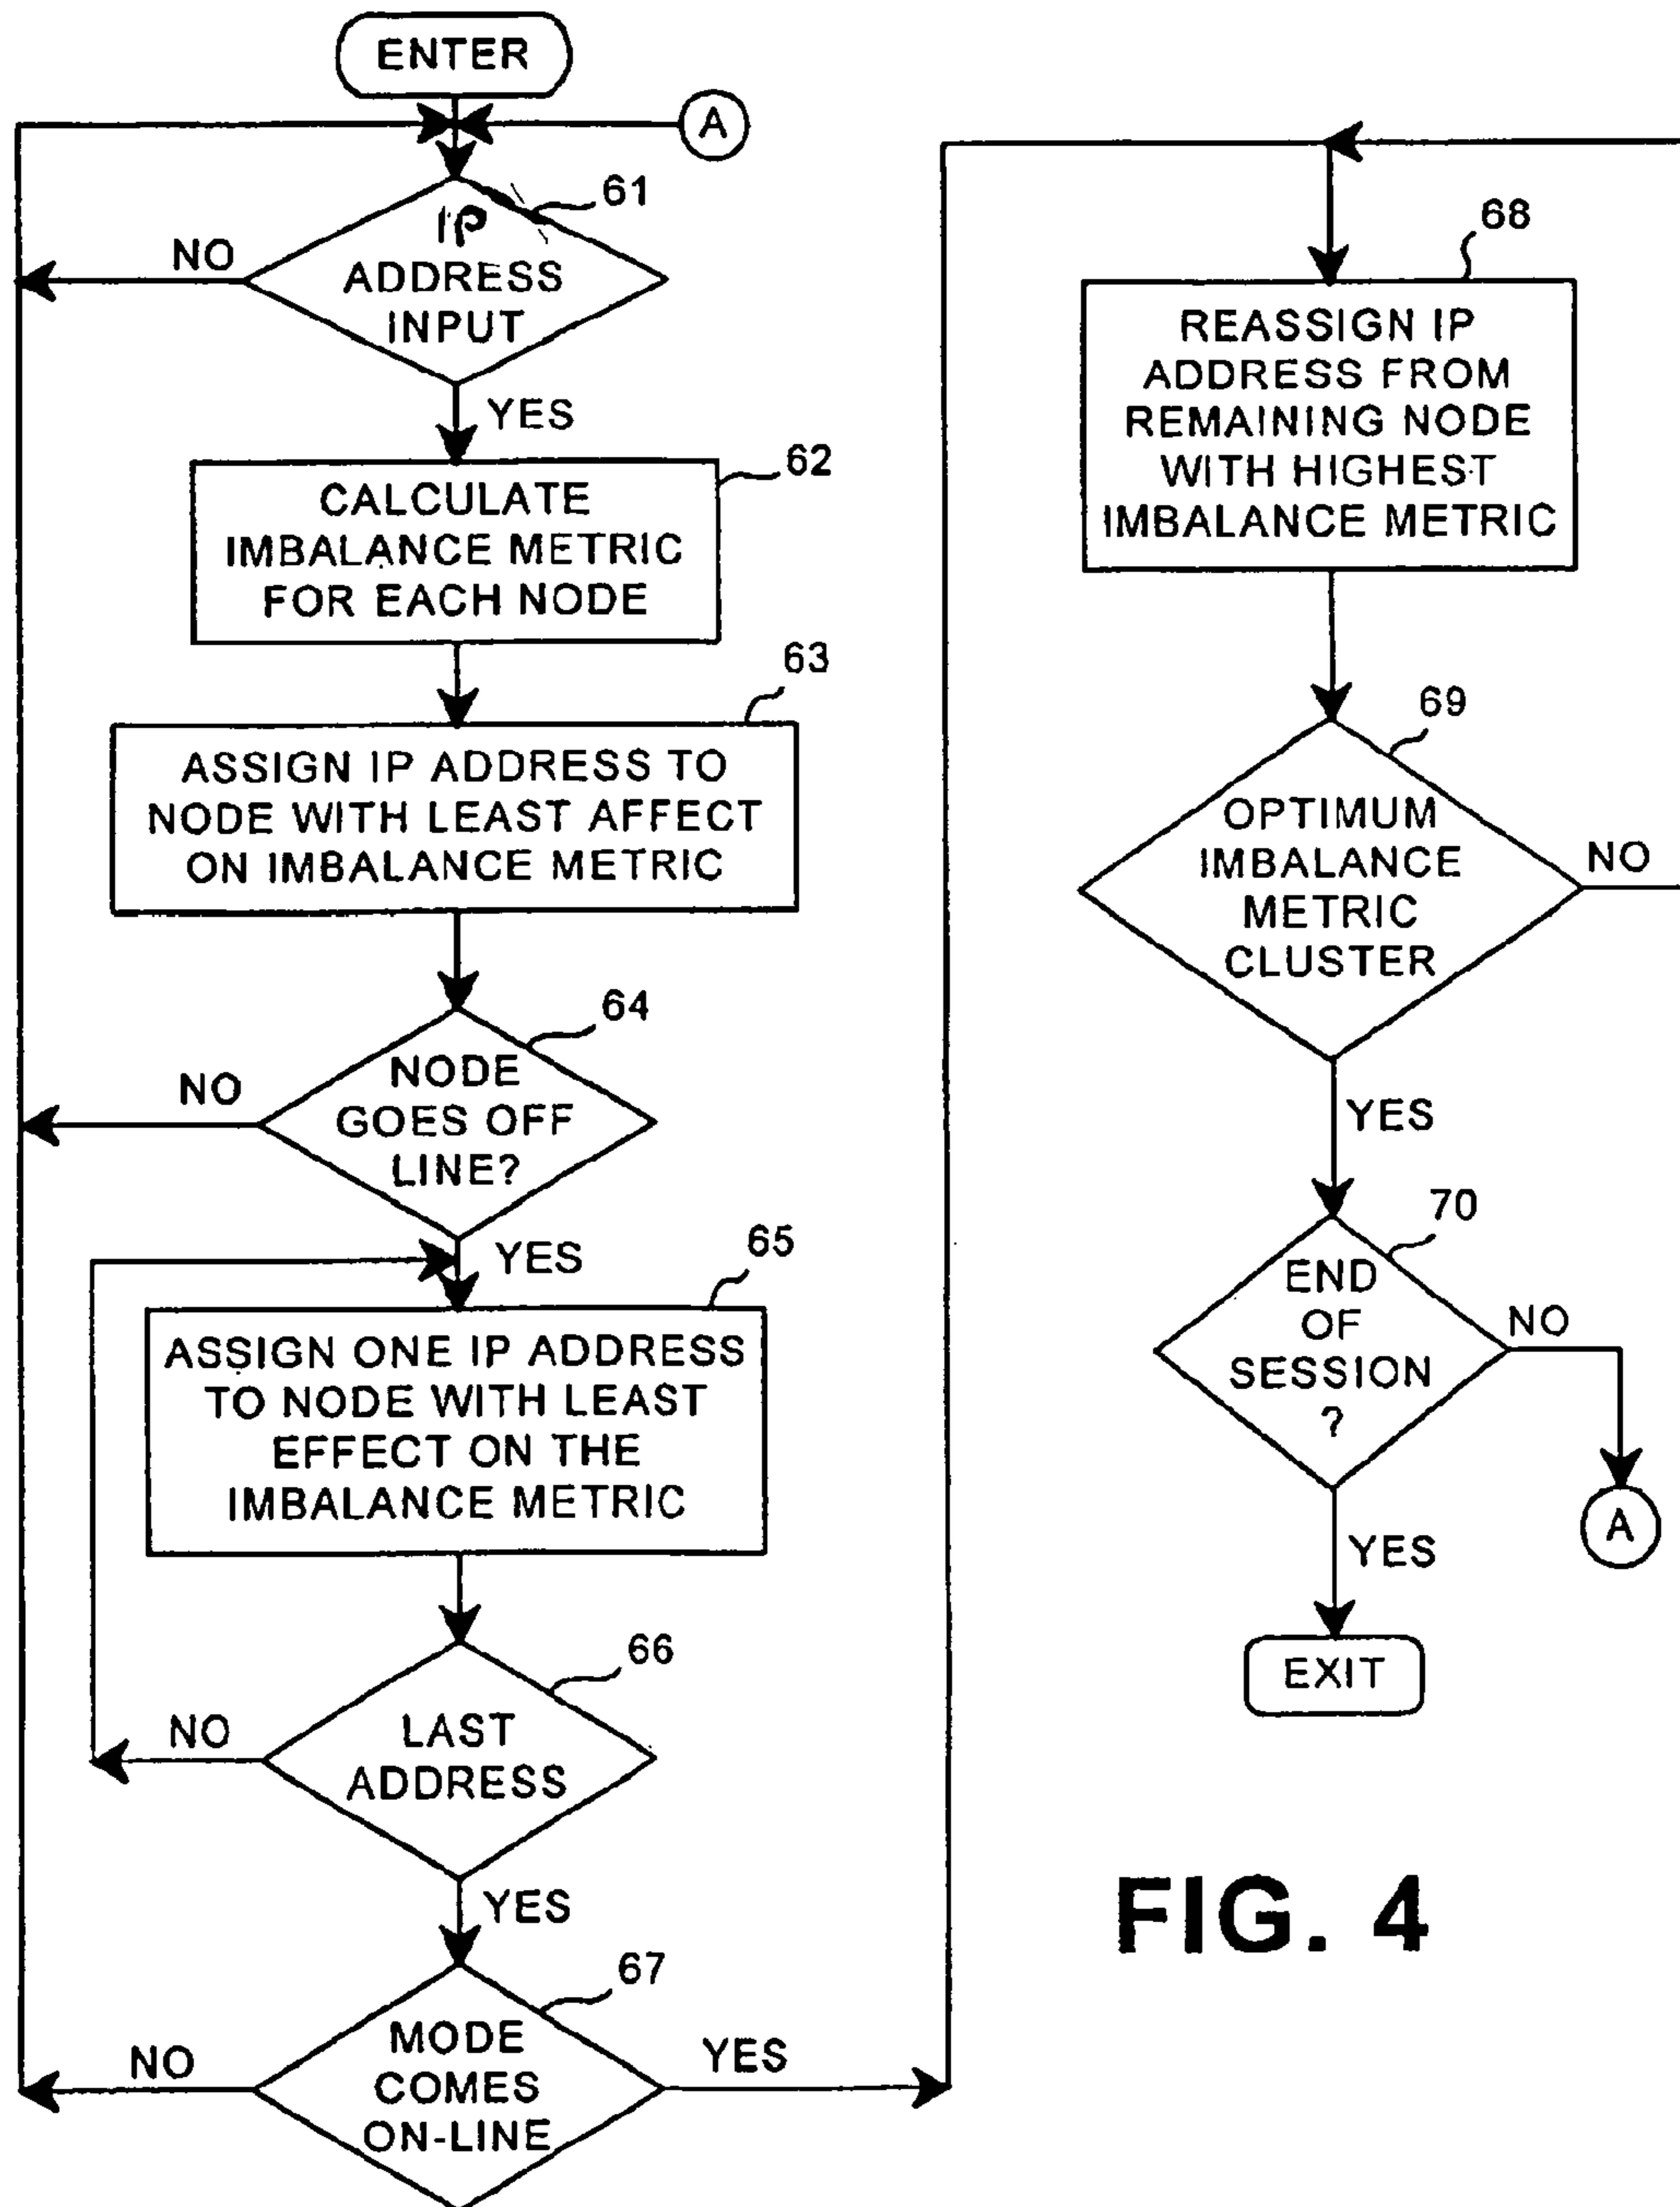 ENTER
A
61
IP
ADDRESS
INPUT
NO
YES
62
CALCULATE
IMBALANCE METRIC
FOR EACH NODE
63
ASSIGN IP ADDRESS TO
NODE WITH LEAST AFFECT
ON IMBALANCE METRIC
64
NODE
GOES OFF
LINE?
NO
YES
65
ASSIGN ONE IP ADDRESS
TO NODE WITH LEAST
EFFECT ON THE
IMBALANCE METRIC
66
LAST
ADDRESS
NO
YES
67
MODE
COMES
ON-LINE
NO
YES
68
REASSIGN IP
ADDRESS FROM
REMAINING NODE
WITH HIGHEST
IMBALANCE METRIC
69
OPTIMUM
IMBALANCE
METRIC
CLUSTER
NO
YES
70
END
OF
SESSION
?
NO
A
YES
EXIT
FIG. 4